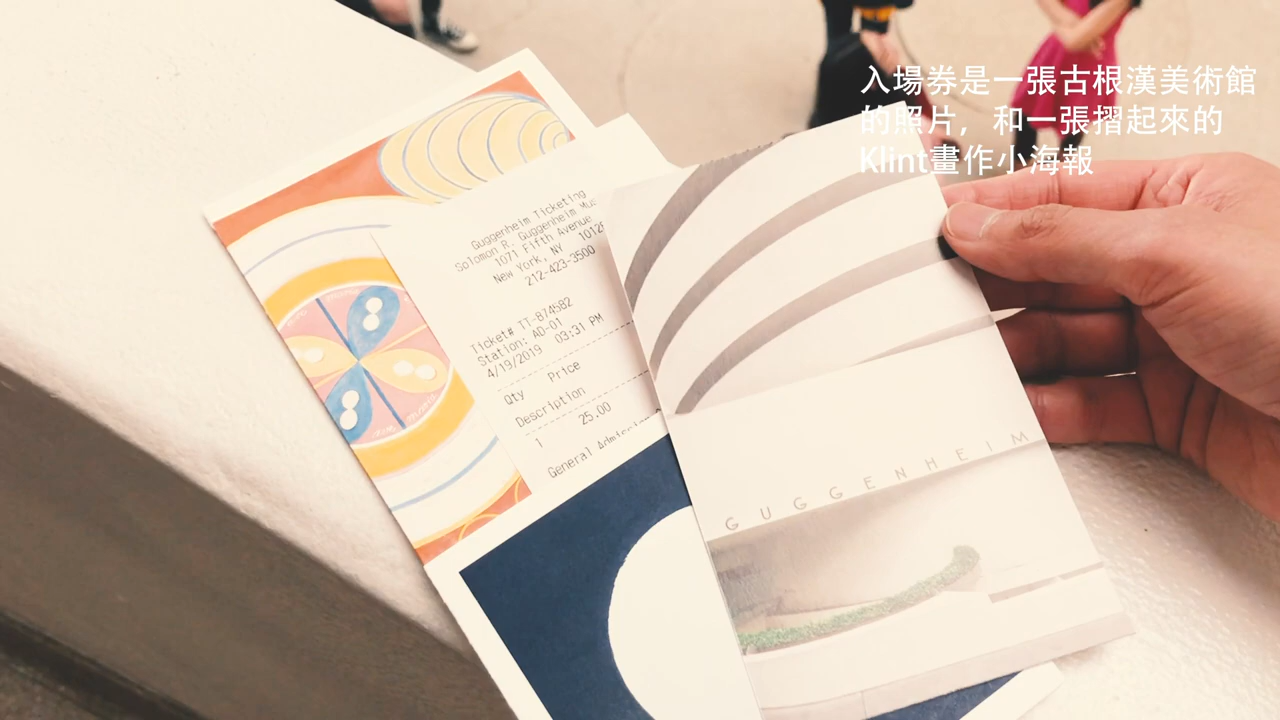 入場券是一張古根漢美術館
的照片，和一張摺起來的
Klint畫作小海報
Guggenheim Ticketing
Solomon R. Guggenheim
1071 Fifth Avenue
New York, NY
212-423-3500
Ticket# TT-874582
Station: AD-01
4/19/2019 03:31 PM
Qty Price
Description
1 25.00
General
GUGGENHEIM